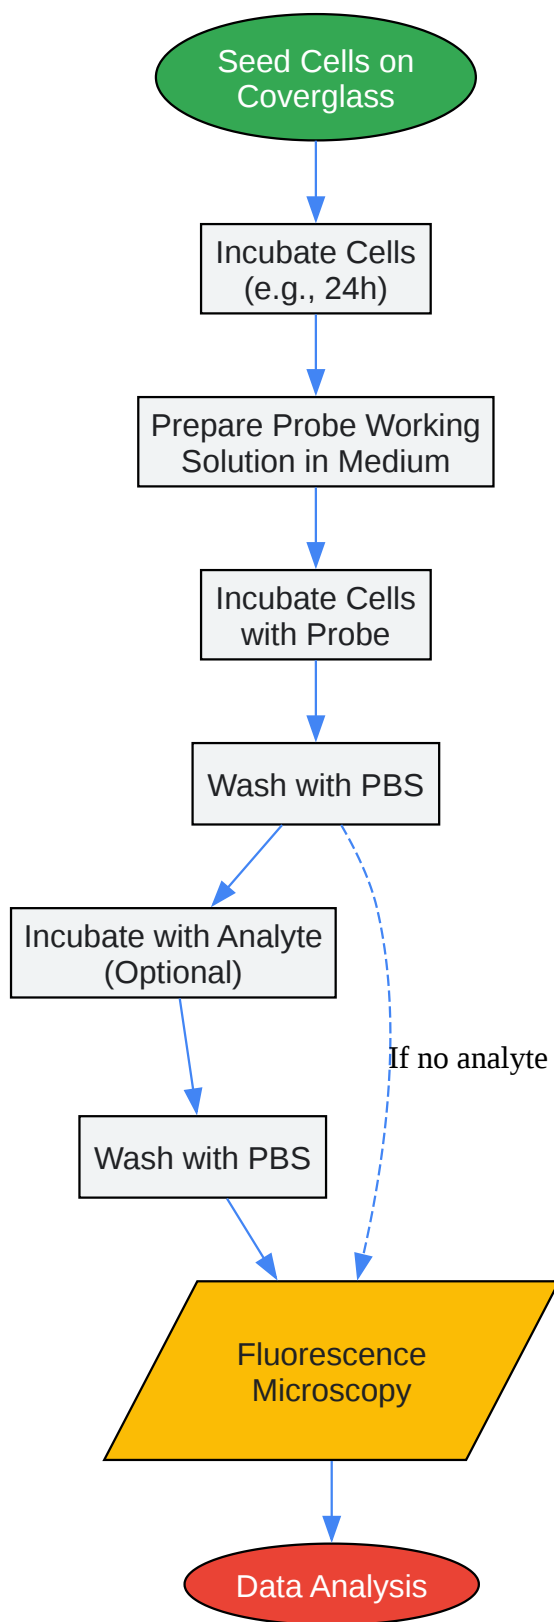 Seed Cells on
Coverglass
Incubate Cells
(e.g., 24h)
Prepare Probe Working
Solution in Medium
Incubate Cells
with Probe
Wash with PBS
Incubate with Analyte
(Optional)
If no analyte
Wash with PBS
Fluorescence
Microscopy
Data Analysis